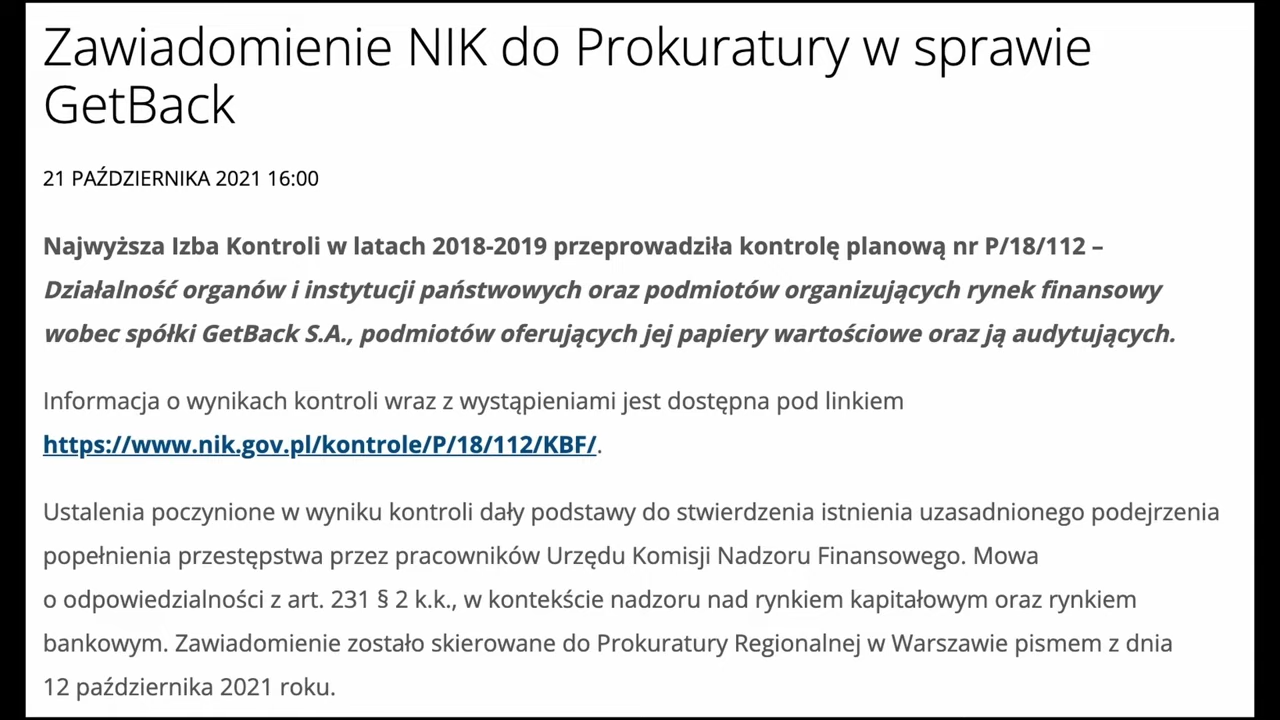 Zawiadomienie NIK do Prokuratury w sprawie
GetBack
21 PAŹDZIERNIKA 2021 16:00
Najwyższa Izba Kontroli w latach 2018-2019 przeprowadziła kontrolę planową nr P/18/112 –
Działalność organów i instytucji państwowych oraz podmiotów organizujących rynek finansowy
wobec spółki GetBack S.A., podmiotów oferujących jej papiery wartościowe oraz ją audytujących.
Informacja o wynikach kontroli wraz z wystąpieniami jest dostępna pod linkiem
https://www.nik.gov.pl/kontrole/P/18/112/KBF/.
Ustalenia poczynione w wyniku kontroli dały podstawy do stwierdzenia istnienia uzasadnionego podejrzenia
popełnienia przestępstwa przez pracowników Urzędu Komisji Nadzoru Finansowego. Mowa
o odpowiedzialności z art. 231 § 2 k.k., w kontekście nadzoru nad rynkiem kapitałowym oraz rynkiem
bankowym. Zawiadomienie zostało skierowane do Prokuratury Regionalnej w Warszawie pismem z dnia
12 października 2021 roku.